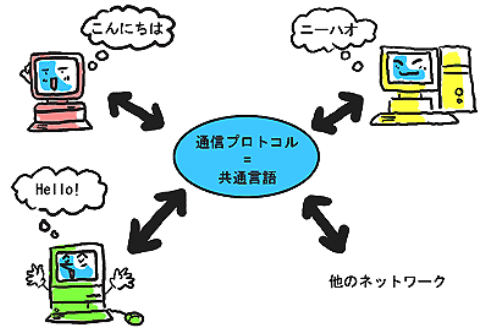 こんにちは
ニーハオ
通信プロトコル
=
共通言語
Hello!
他のネットワーク